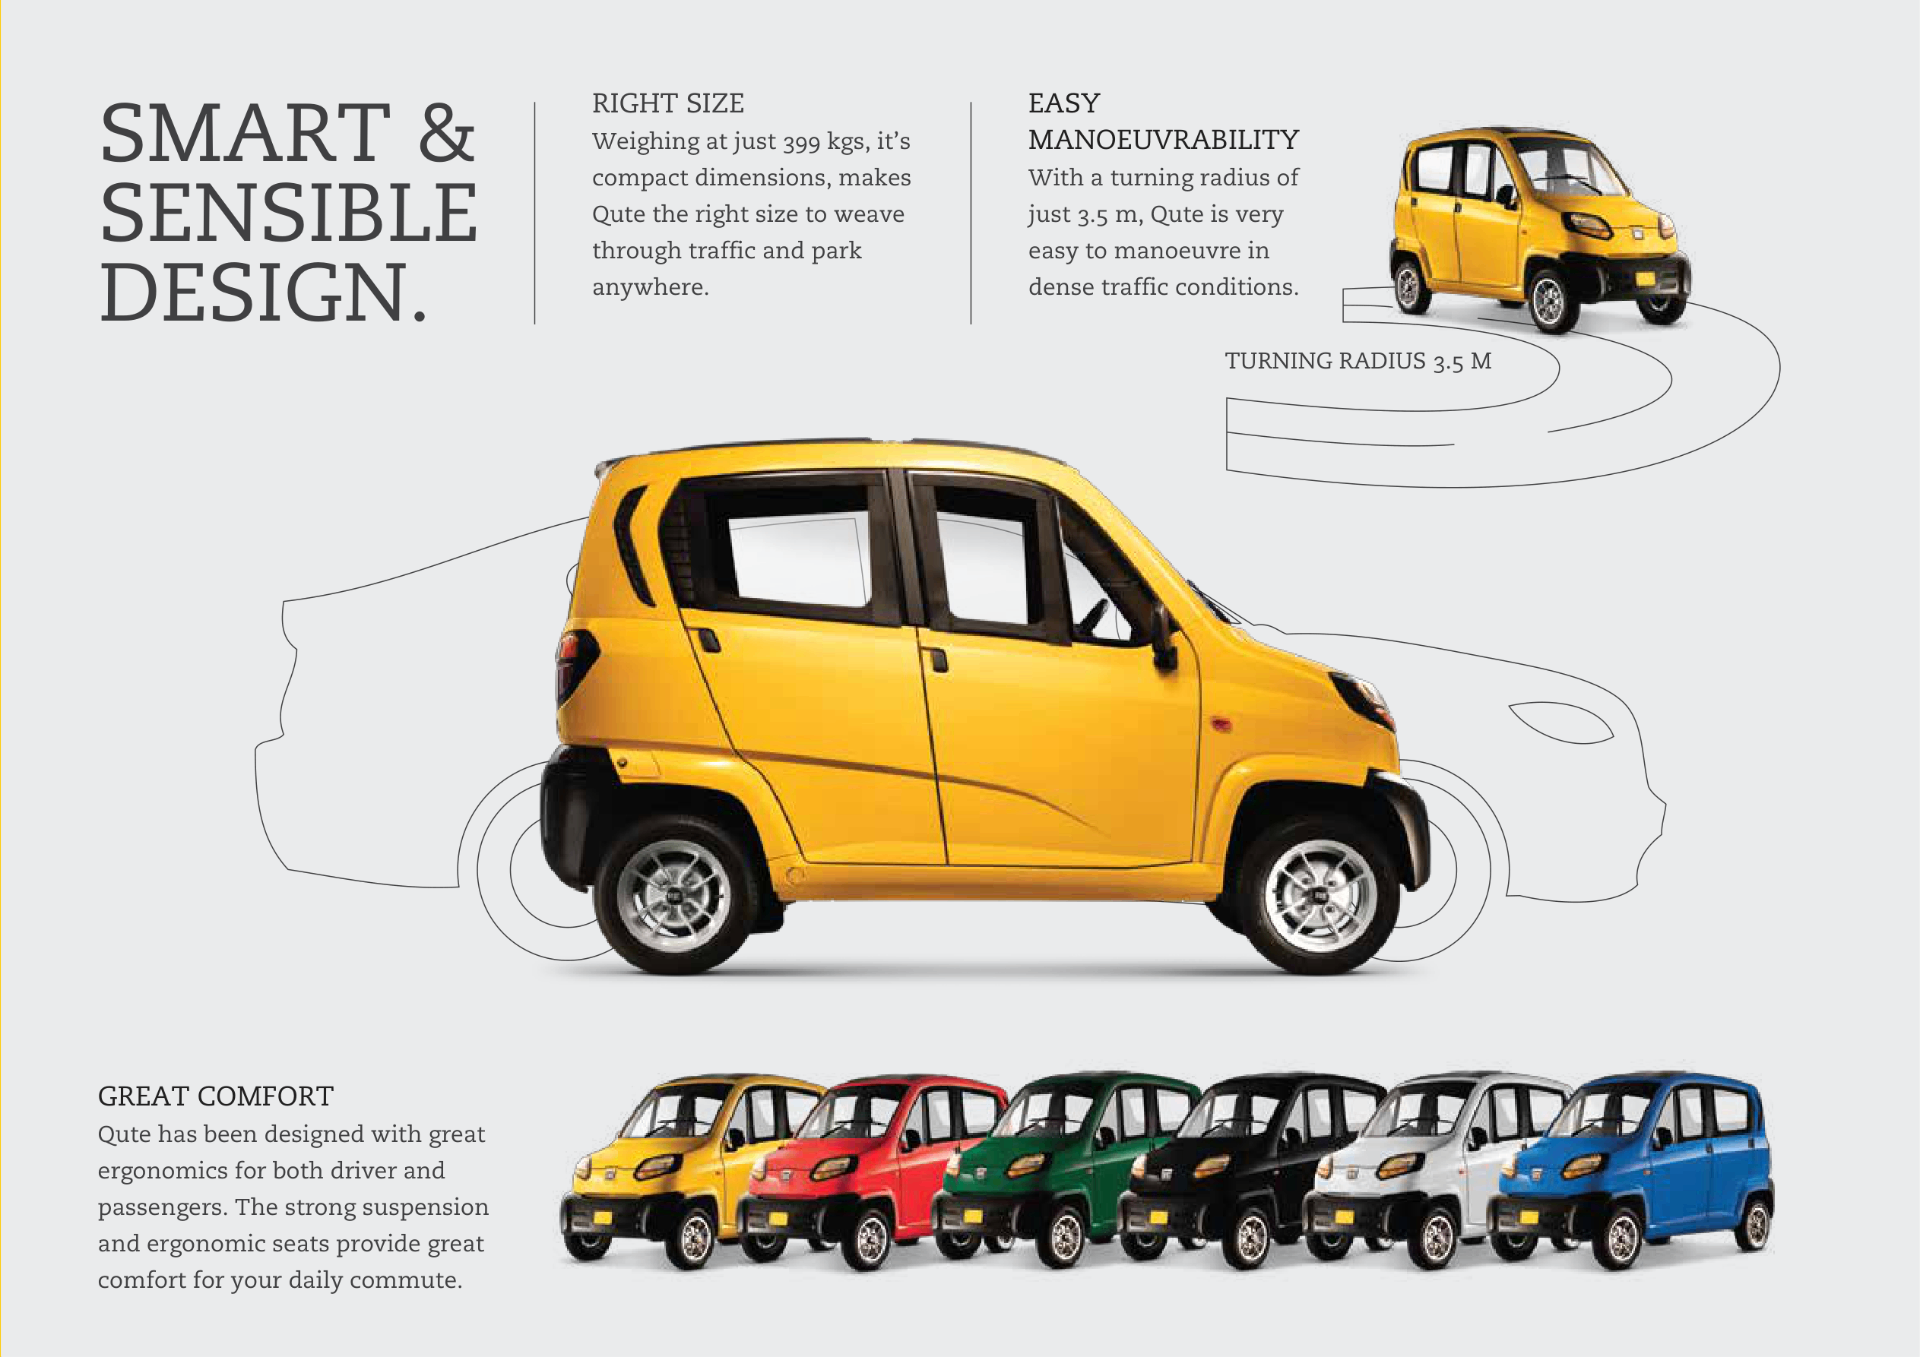 SMART &
SENSIBLE
DESIGN.
RIGHT SIZE
Weighing at just 399 kgs, it’s
compact dimensions, makes
Qute the right size to weave
through traffic and park
anywhere.
EASY
MANOEUVRABILITY
With a turning radius of
just 3.5 m, Qute is very
easy to manoeuvre in
dense traffic conditions.
TURNING RADIUS 3.5 M
GREAT COMFORT
Qute has been designed with great
ergonomics for both driver and
passengers. The strong suspension
and ergonomic seats provide great
comfort for your daily commute.